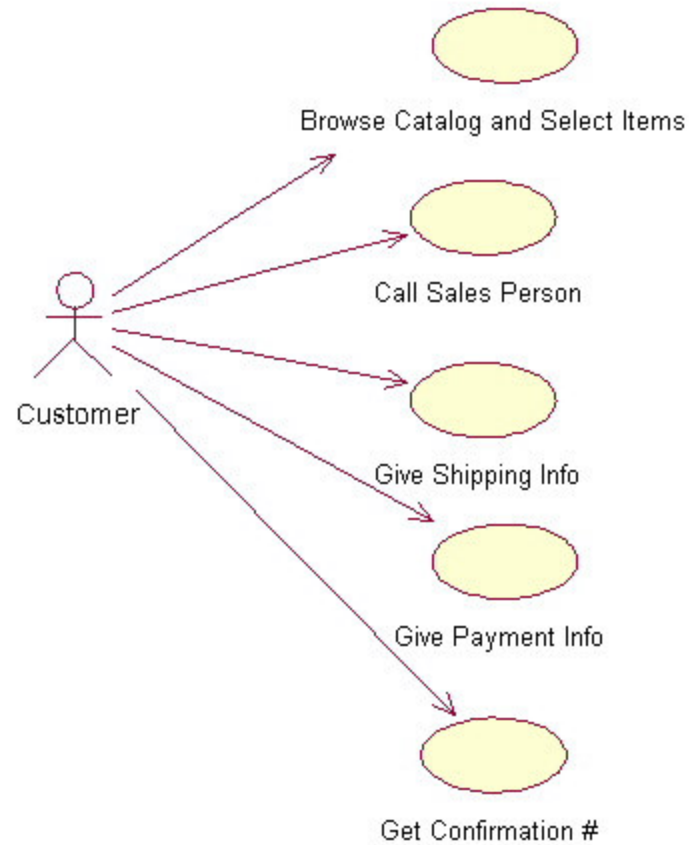 Browse Catalog and Select Items
Call Sales Person
Customer
Give Shipping Info
Give Payment Info
Get Confirmation #